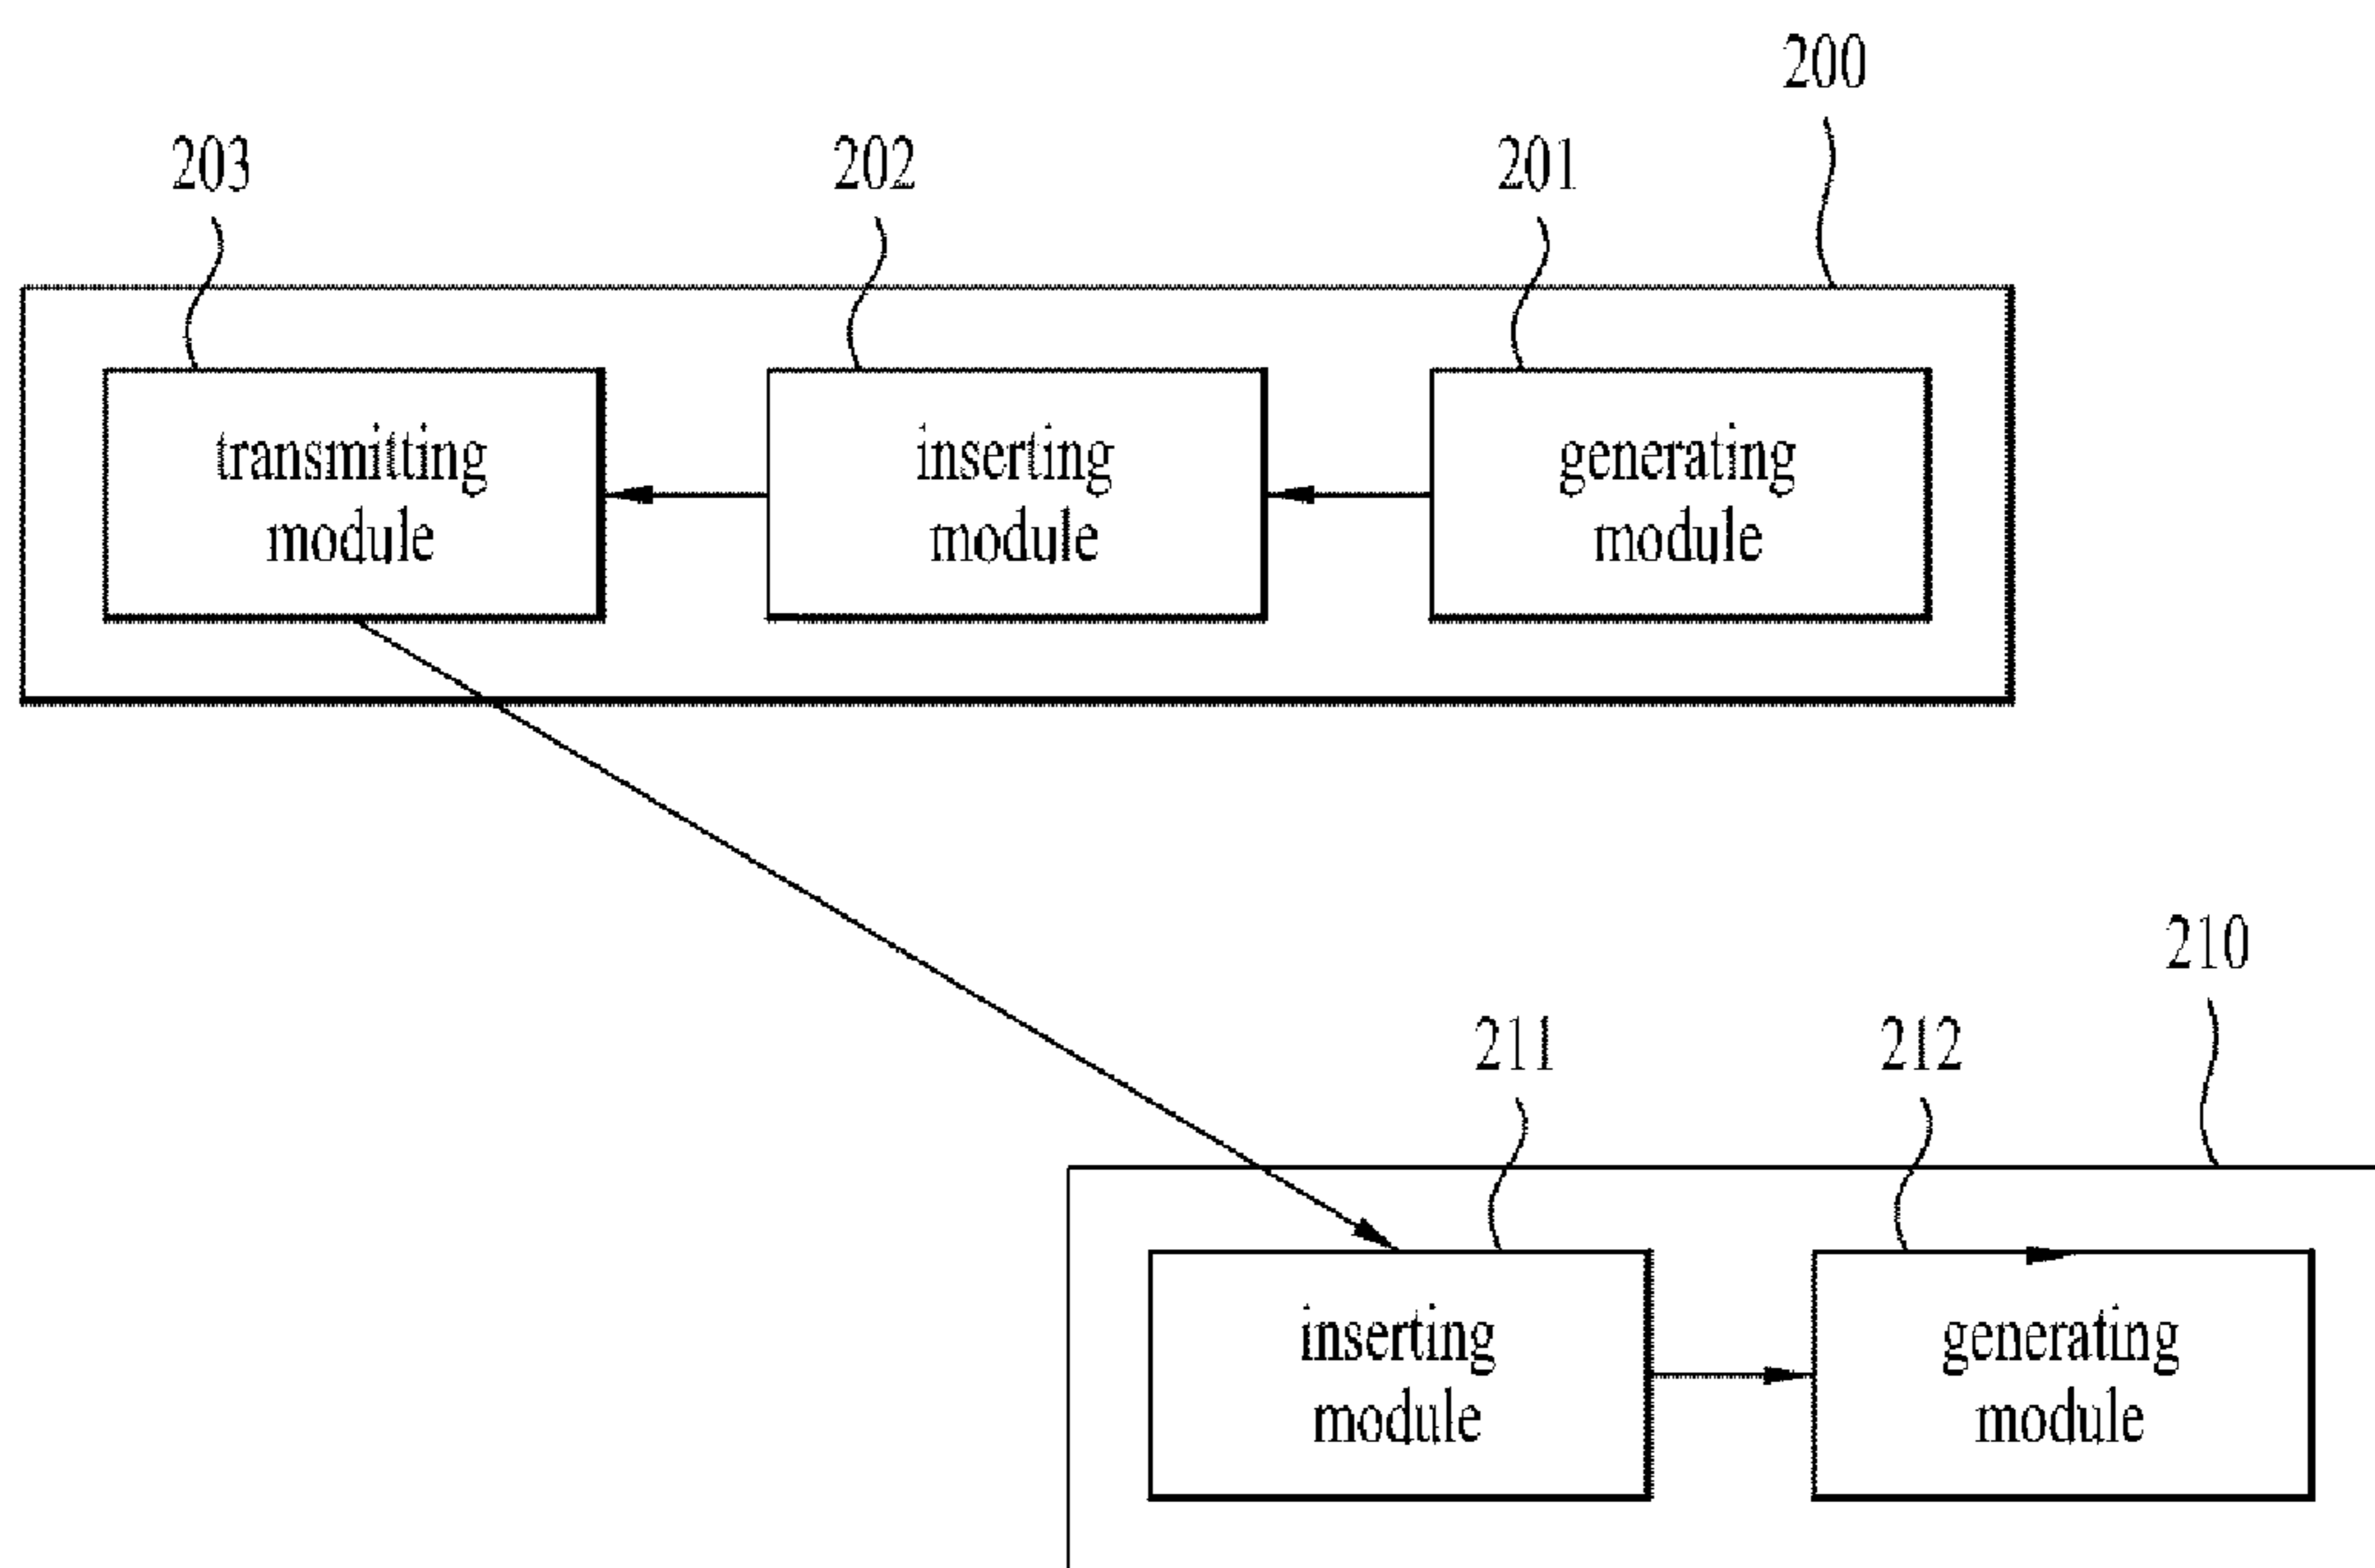 200
203
202
201
transmitting
module
inserting
module
generating
module
210
211
212
inserting
module
generating
module